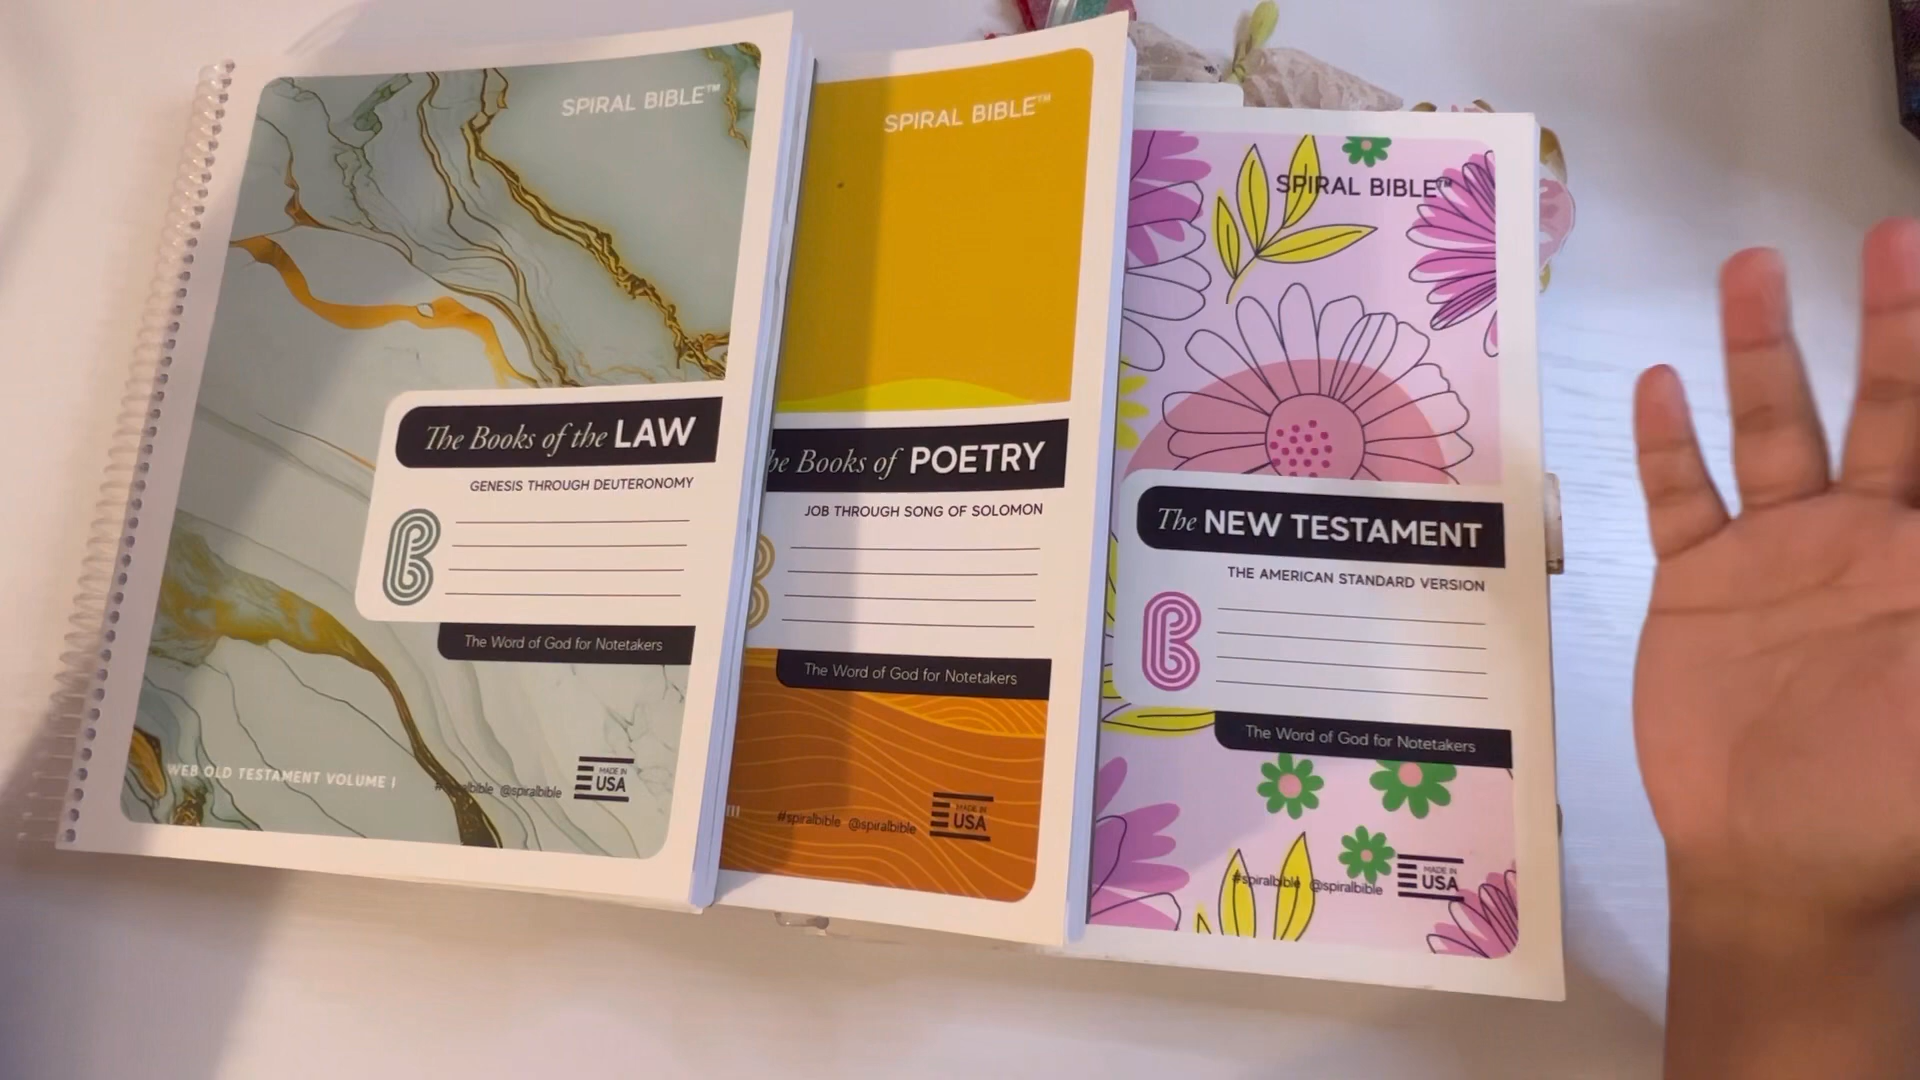 SPIRAL BIBLE™
The Books of the LAW
GENESIS THROUGH DEUTERONOMY
The Word of God for Notetakers
WEB OLD TESTAMENT VOLUME I
#spiralbible @spiralbible
MADE IN
USA
SPIRAL BIBLE™
he Books of POETRY
JOB THROUGH SONG OF SOLOMON
The Word of God for Notetakers
III
#spiralbible @spiralbible
MADE IN
USA
SPIRAL BIBLE™
The NEW TESTAMENT
THE AMERICAN STANDARD VERSION
The Word of God for Notetakers
#spiralbible @spiralbible
MADE IN
USA